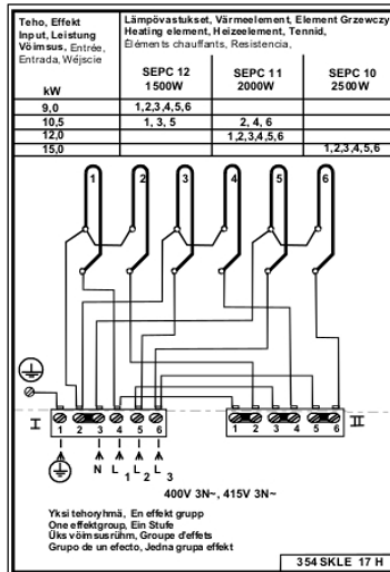 Teho, Effekt
Input, Leistung
Võimsus, Entrée,
Entrada, Wéjscie
kW
Lämpövastukset, Värmeelement, Element Grzewczy
Heating element, Heizeelement, Tennid,
Èléments chauffants, Resistencia,
SEPC 12 SEPC 11 SEPC 10
1500W 2000W 2500W
9,0 1,2,3,4,5,6
10,5 1, 3, 5 2, 4, 6
12,0 1,2,3,4,5,6
15,0 1,2,3,4,5,6
1 2 3 4 5 6
I 1 2 3 4 5 6 1 2 3 4 5 6 II
N L1 L2 L3
400V 3N~, 415V 3N~
Yksi tehoryhmä, En effekt grupp
One effektgroup, Ein Stufe
Üks võimsusrühm, Groupe d'effets
Grupo de un efecto, Jedna grupa effekt
354 SKLE 17 H